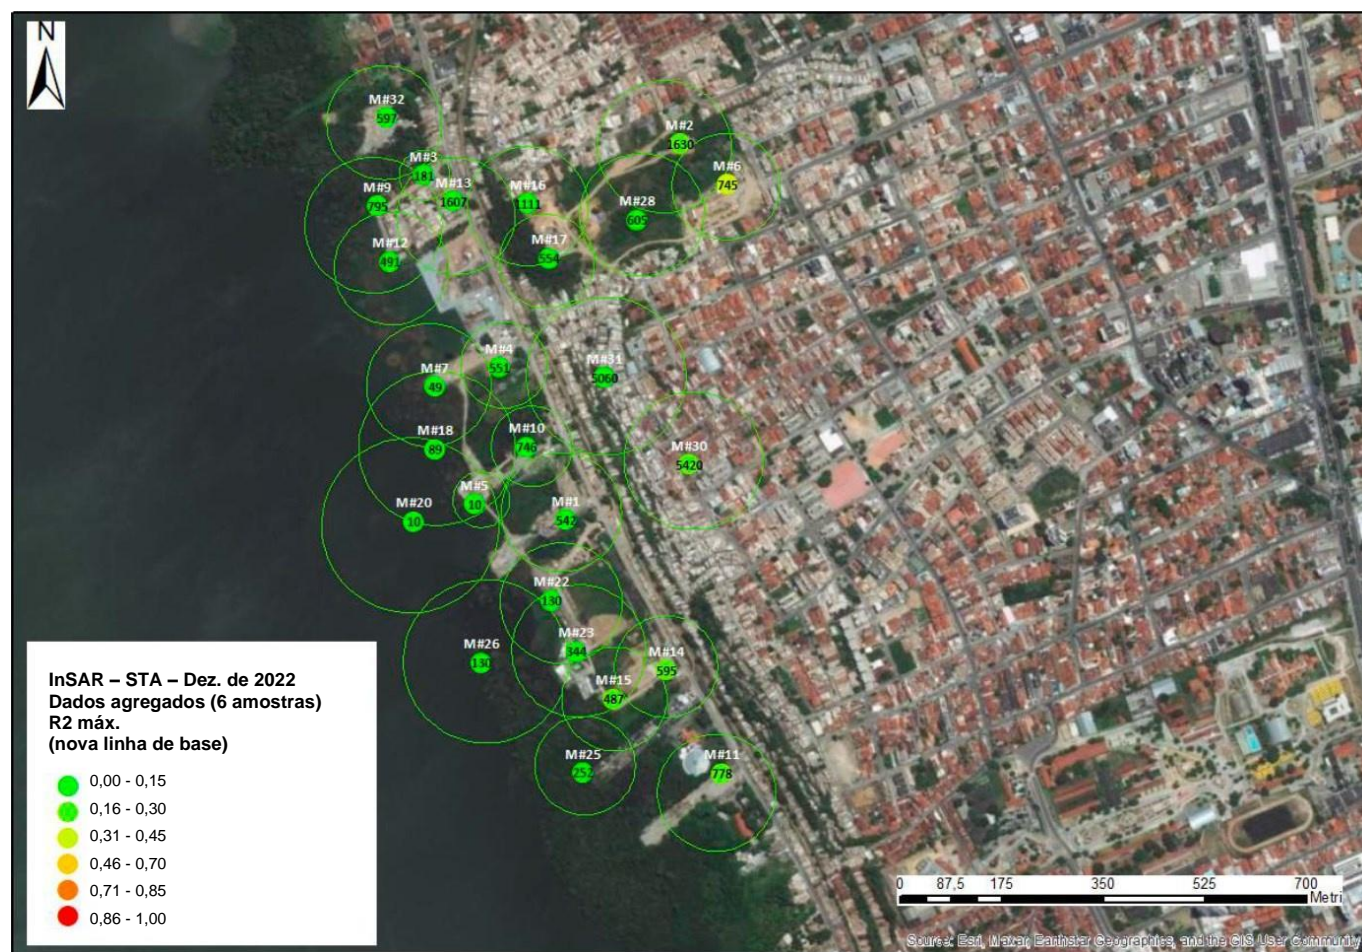 N
M#32
597
M#2
1630
M#3
181
M#6
745
M#9
795
M#13
1607
M#16
1111
M#28
605
M#12
491
M#17
554
M#7
49
M#4
551
M#31
5060
M#18
89
M#10
746
M#30
5420
M#20
10
M#5
10
M#1
542
M#22
130
M#26
130
M#23
344
M#14
595
M#15
487
M#25
252
M#11
778
InSAR – STA – Dez. de 2022
Dados agregados (6 amostras)
R2 máx.
(nova linha de base)
0,00 - 0,15
0,16 - 0,30
0,31 - 0,45
0,46 - 0,70
0,71 - 0,85
0,86 - 1,00
0 87,5 175 350 525 700
Metri
Source: Esri, Maxar, Earthstar Geographics, and the GIS User Community